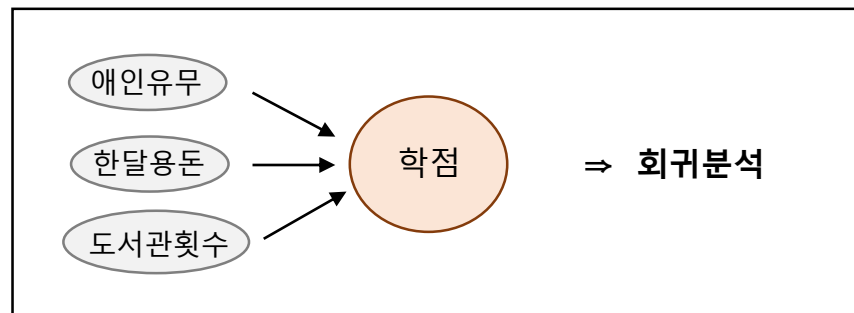 애인유무
한달용돈
도서관횟수
학점
⇒ 회귀분석